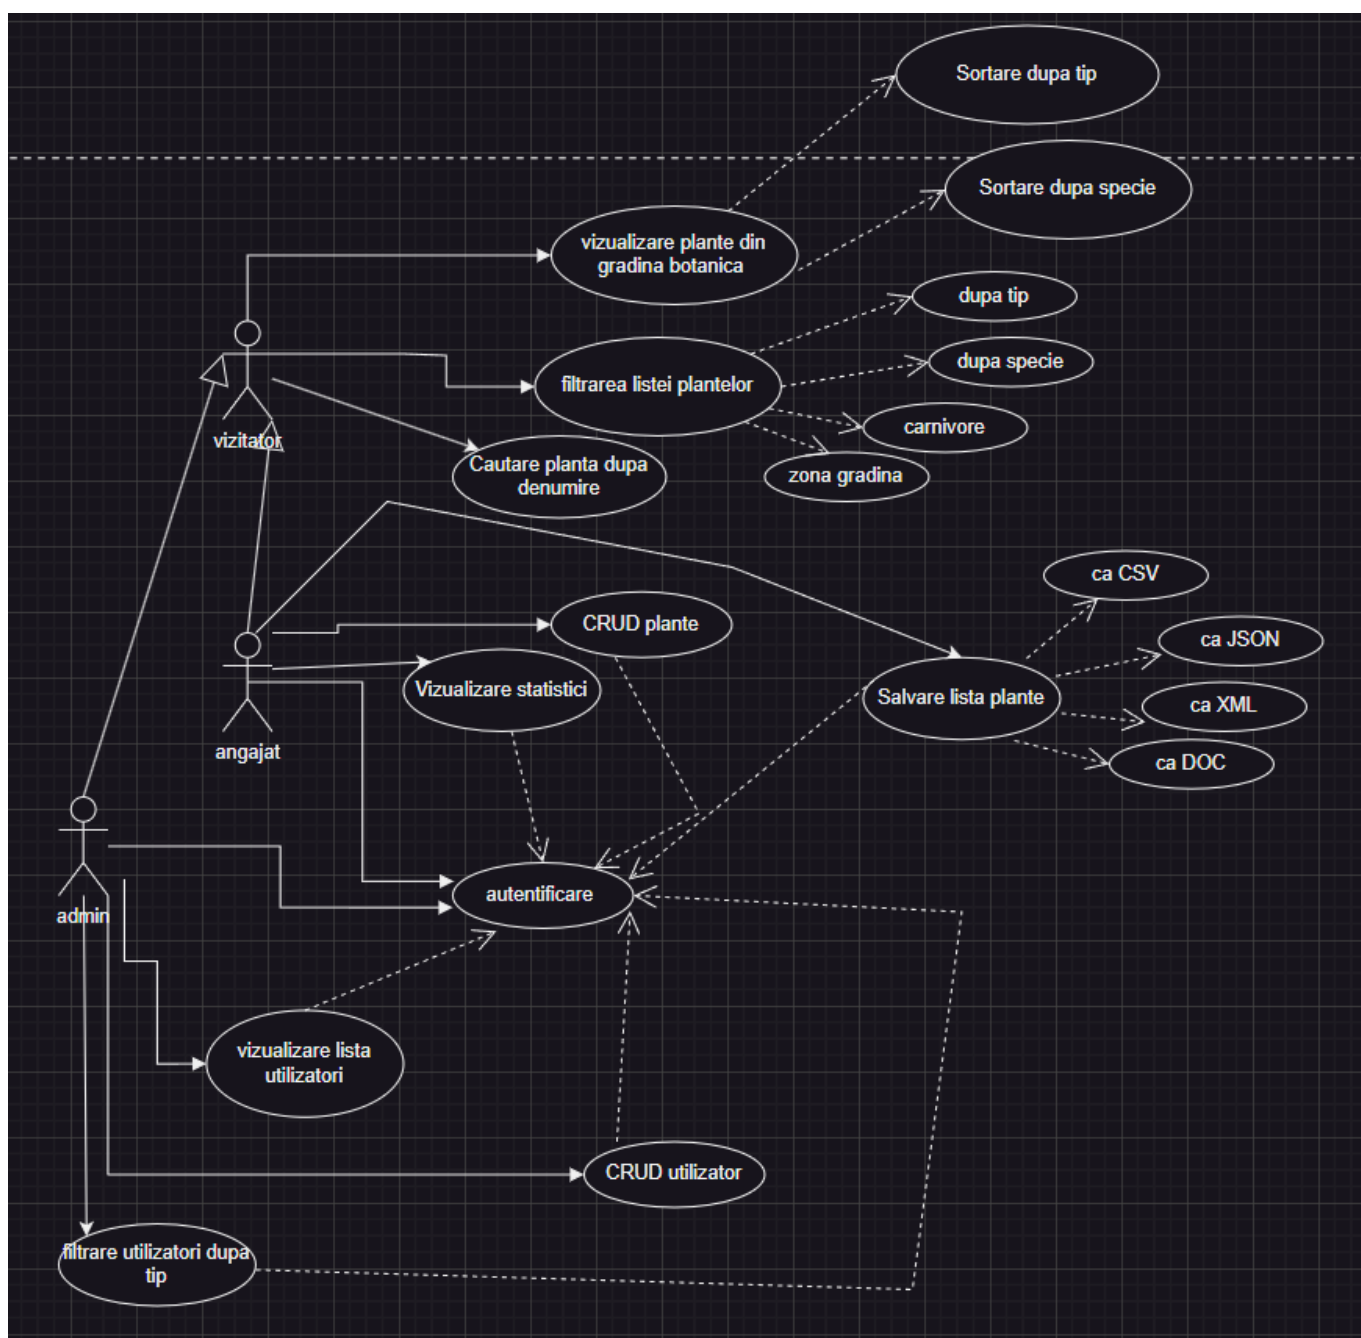 Sortare dupa tip
Sortare dupa specie
vizualizare plante din
gradina botanica
dupa tip
dupa specie
filtrarea listei plantelor
carnivore
vizitator
Cautare planta dupa
denumire
zona gradina
ca CSV
CRUD plante
ca JSON
Vizualizare statistici
Salvare lista plante
ca XML
angajat
ca DOC
autentificare
admin
vizualizare lista
utilizatori
CRUD utilizator
filtrare utilizatori dupa
tip